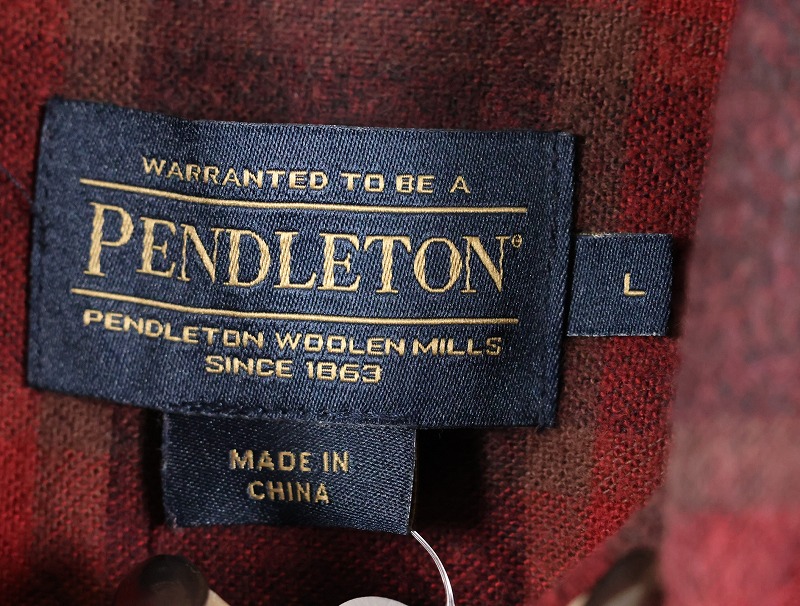 WARRANTED TO BE A
PENDLETON®
L
PENDLETON WOOLEN MILLS
SINCE 1863
MADE IN
CHINA